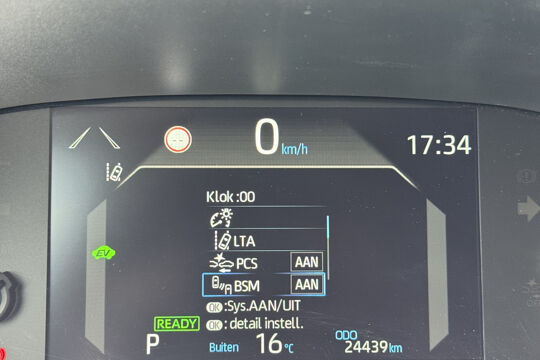 0 km/h
17:34
Klok :00
LTA
PCS AAN
BSM AAN
EV
OK :Sys.AAN/UIT
READY OK : detail instell.
P Buiten 16 °C ODO 24439 km